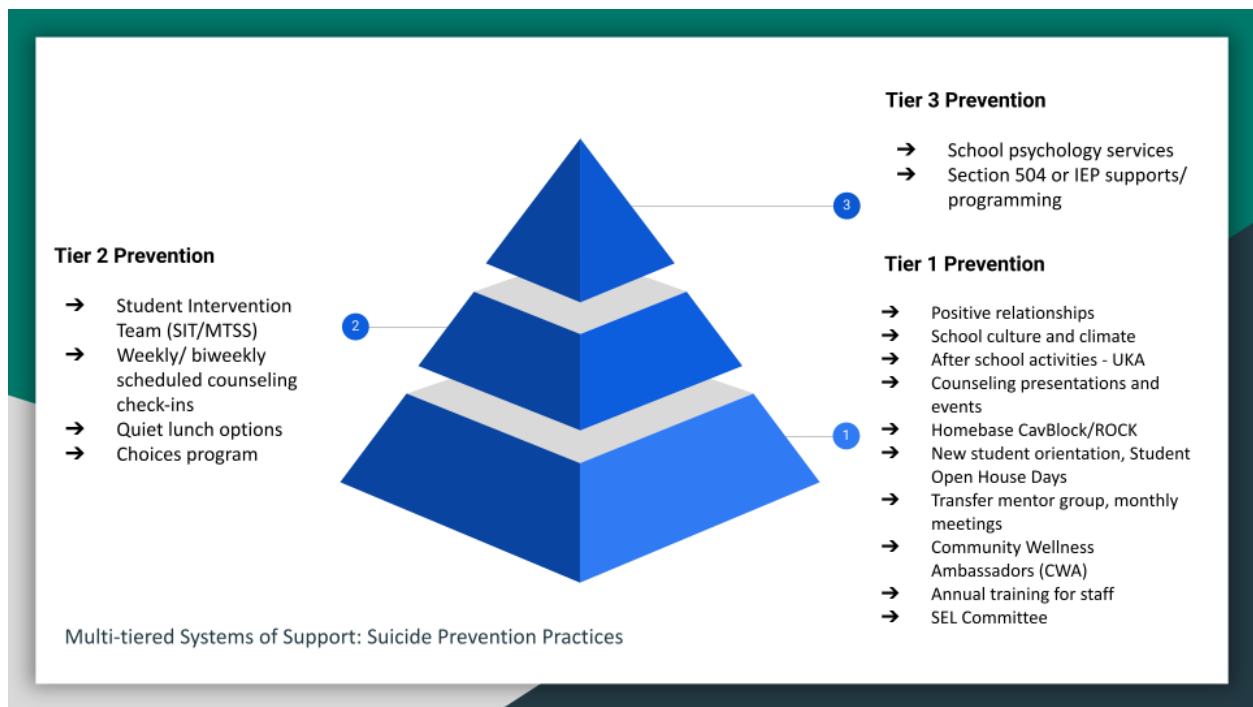 Tier 3 Prevention
➔ School psychology services
➔ Section 504 or IEP supports/
programming
3
Tier 2 Prevention
➔ Student Intervention
Team (SIT/MTSS)
➔ Weekly/ biweekly
scheduled counseling
check-ins
➔ Quiet lunch options
➔ Choices program
2
Tier 1 Prevention
➔ Positive relationships
➔ School culture and climate
➔ After school activities - UKA
➔ Counseling presentations and
events
➔ Homebase CavBlock/ROCK
➔ New student orientation, Student
Open House Days
➔ Transfer mentor group, monthly
meetings
➔ Community Wellness
Ambassadors (CWA)
➔ Annual training for staff
➔ SEL Committee
1
Multi-tiered Systems of Support: Suicide Prevention Practices